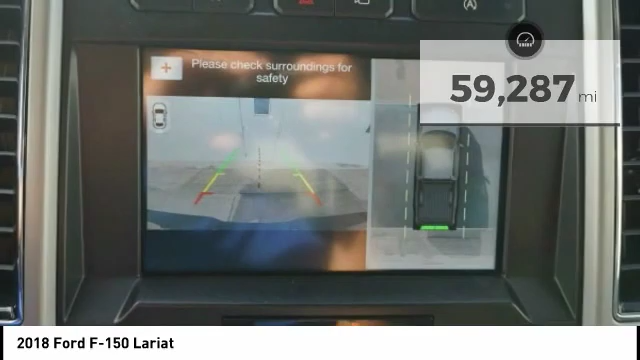 Please check surroundings for
safety
59,287 mi
2018 Ford F-150 Lariat